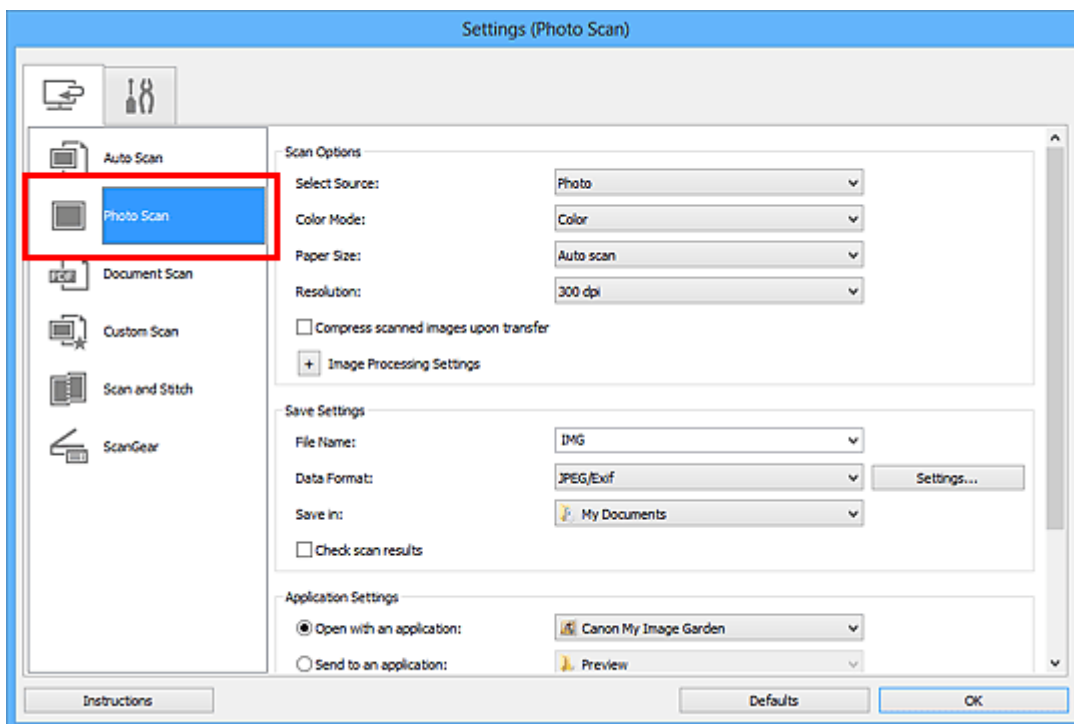 Settings (Photo Scan)
Auto Scan
Photo Scan
Document Scan
Custom Scan
Scan and Stitch
ScanGear
Scan Options
Select Source: Photo
Color Mode: Color
Paper Size: Auto scan
Resolution: 300 dpi
Compress scanned images upon transfer
+ Image Processing Settings
Save Settings
File Name: IMG
Data Format: JPEG/Exif Settings...
Save in: My Documents
Check scan results
Application Settings
Open with an application: Canon My Image Garden
Send to an application: Preview
Instructions Defaults OK